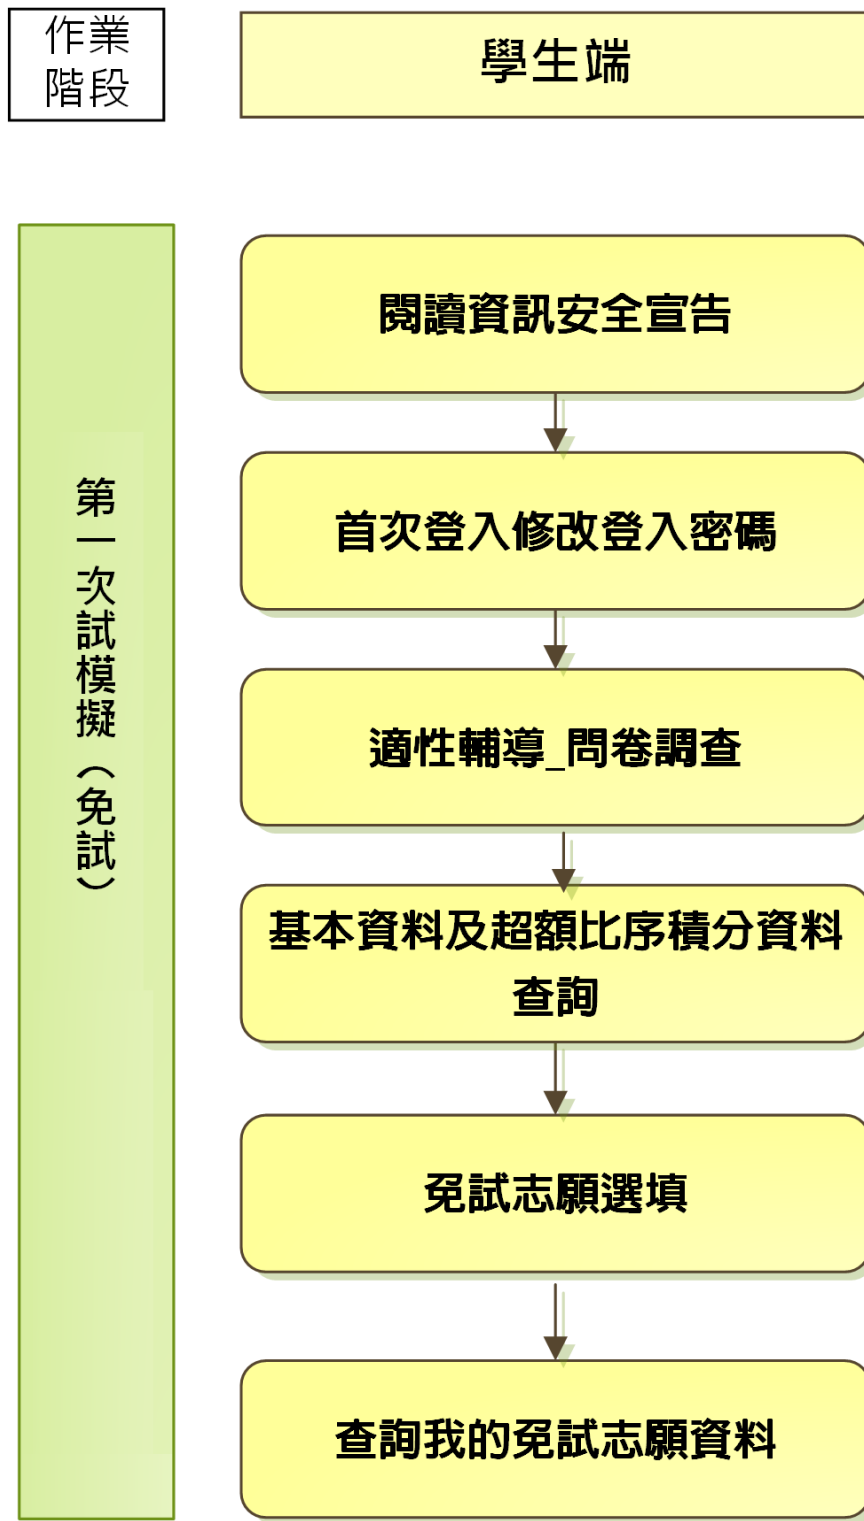 作業
階段
學生端
第一次試模擬（免試）
閱讀資訊安全宣告
首次登入修改登入密碼
適性輔導_問卷調查
基本資料及超額比序積分資料
查詢
免試志願選填
查詢我的免試志願資料